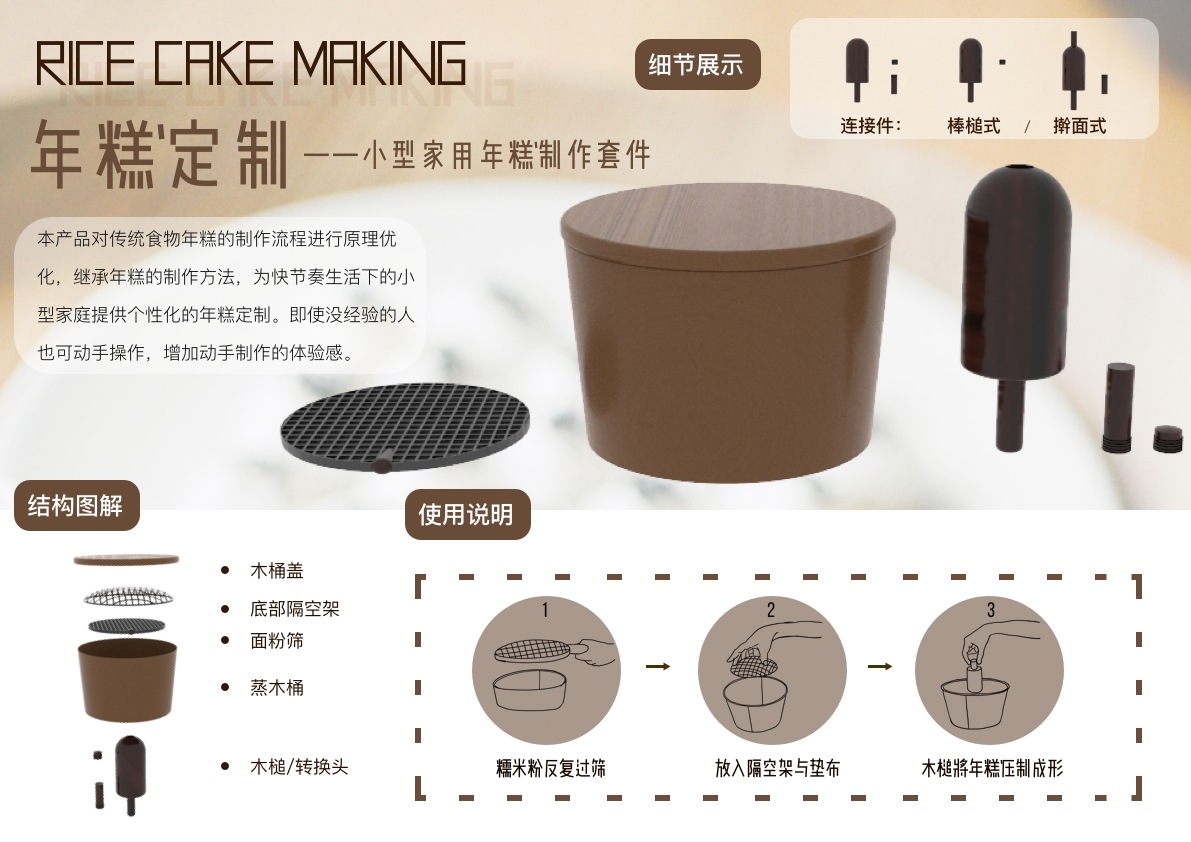 RICE CAKE MAKING
年糕定制 ——小型家用年糕制作套件
细节展示
连接件： 棒槌式 / 擀面式
本产品对传统食物年糕的制作流程进行原理优
化，继承年糕的制作方法，为快节奏生活下的小
型家庭提供个性化的年糕定制。即使没经验的人
也可动手操作，增加动手制作的体验感。
结构图解
木桶盖
底部隔空架
面粉筛
蒸木桶
木槌/转换头
使用说明
1
糯米粉反复过筛
2
放入隔空架与垫布
3
木槌将年糕压制成形